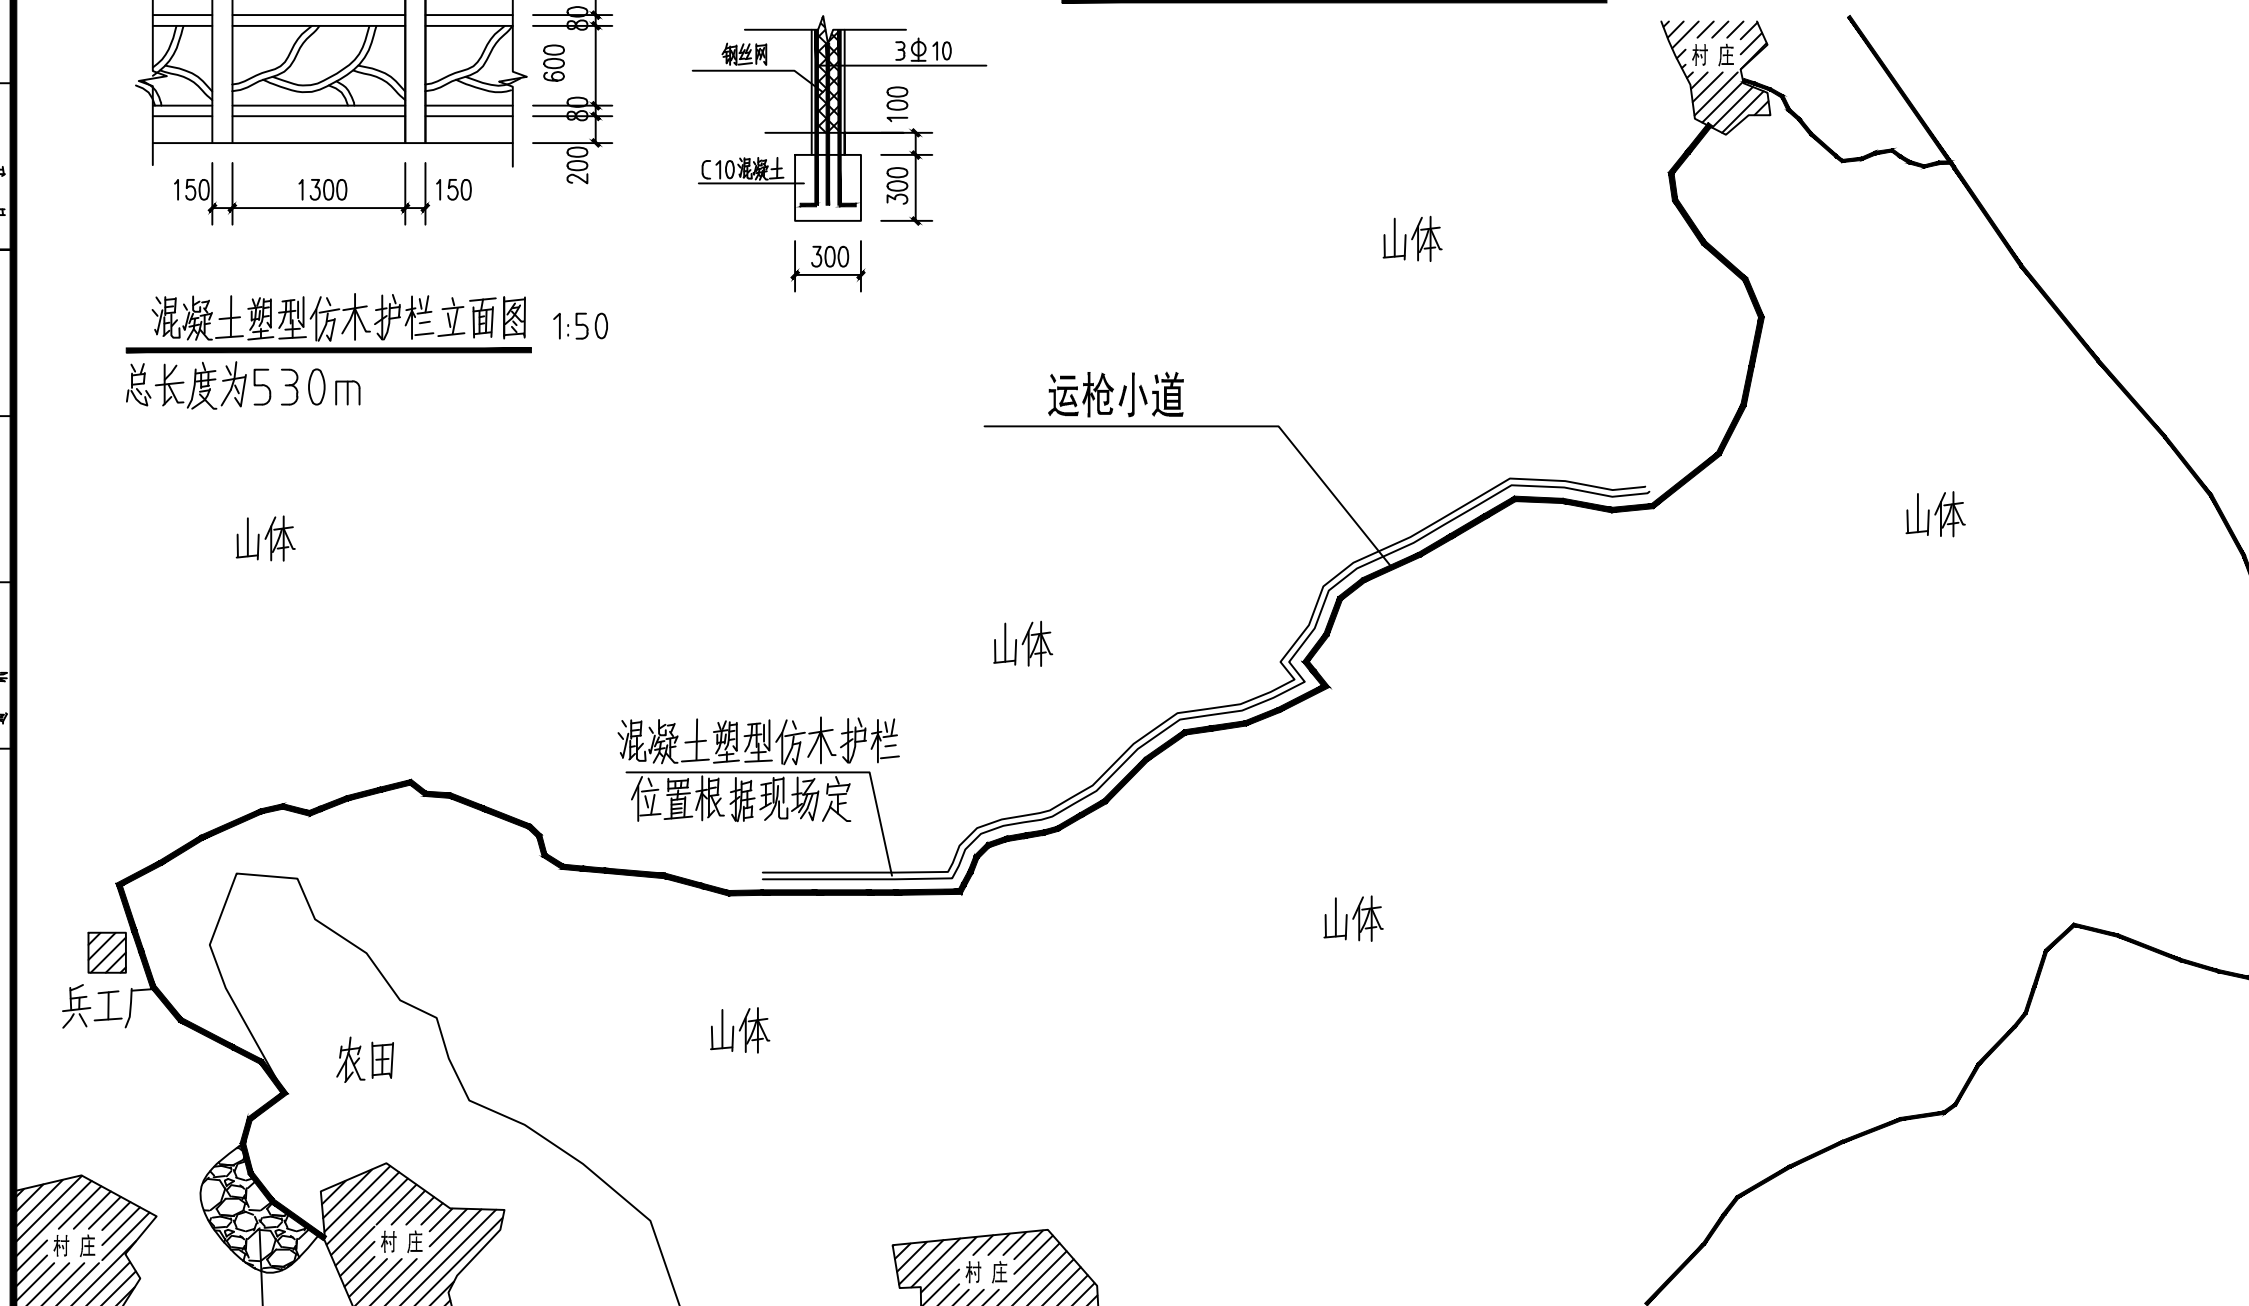 80
600
80
200
150
1300
150
钢丝网
3Φ10
100
C10混凝土
300
300
村 庄
山体
混凝土塑型仿木护栏立面图 1:50
总长度为530m
运枪小道
山体
山体
山体
混凝土塑型仿木护栏
位置根据现场定
山体
兵工厂
山体
农田
村 庄
村 庄
村 庄